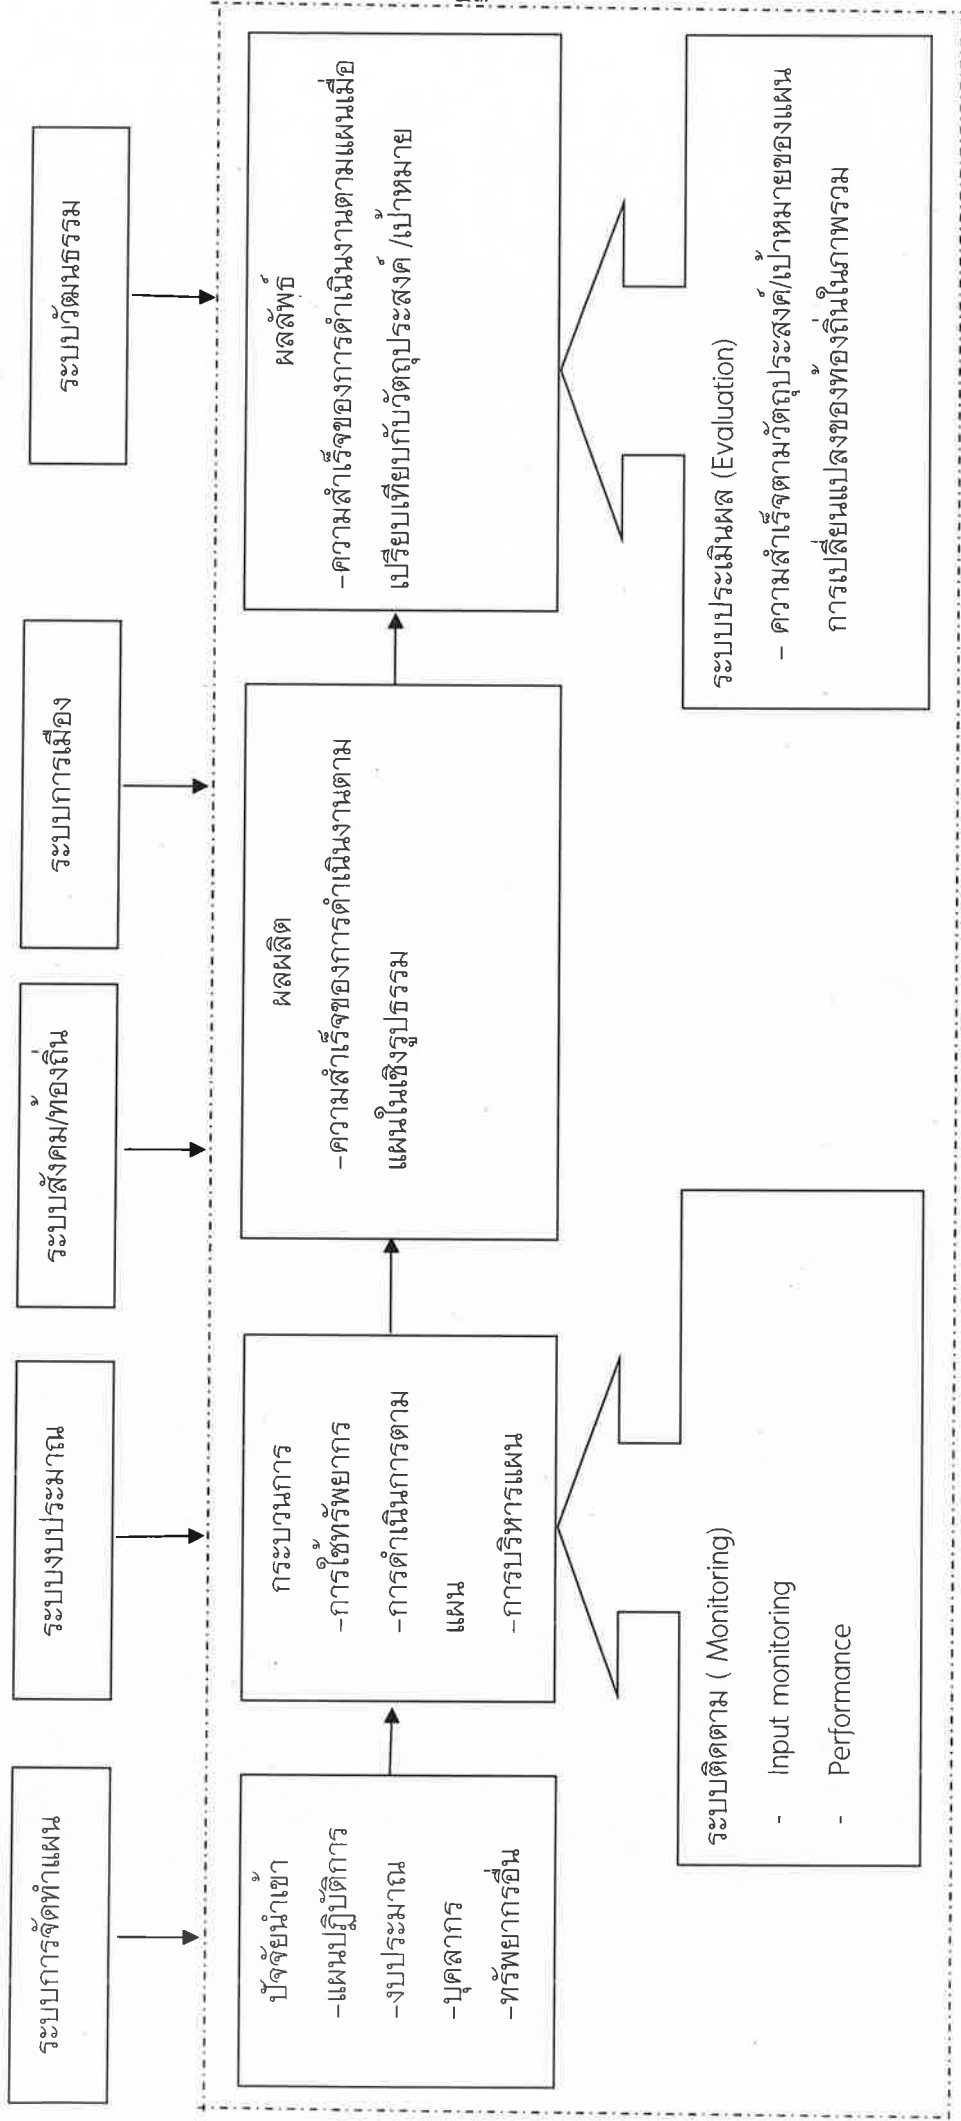 ระบบการจัดทำแผน
ระบบงบประมาณ
ระบบสังคม/ท้องถิ่น
ระบบการเมือง
ระบบวัฒนธรรม
ปัจจัยนำเข้า
-แผนปฏิบัติการ
-งบประมาณ
-บุคลากร
-ทรัพยากรอื่น
กระบวนการ
-การใช้ทรัพยากร
-การดำเนินการตาม
แผน
-การบริหารแผน
ผลผลิต
-ความสำเร็จของการดำเนินงานตาม
แผนในเชิงรูปธรรม
ผลลัพธ์
-ความสำเร็จของการดำเนินงานตามแผนเมื่อ
เปรียบเทียบกับวัตถุประสงค์ /เป้าหมาย
ระบบติดตาม ( Monitoring)
- Input monitoring
- Performance
ระบบประเมินผล (Evaluation)
- ความสำเร็จตามวัตถุประสงค์/เป้าหมายของแผน
การเปลี่ยนแปลงของท้องถิ่นในภาพรวม